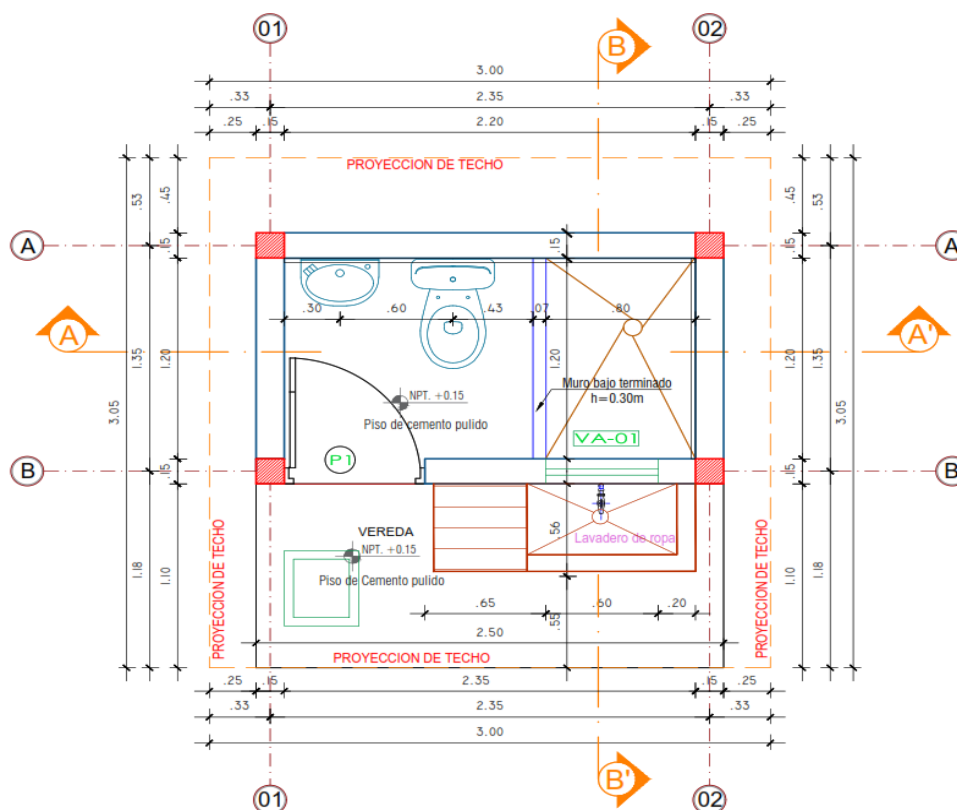 01
02
B
3.00
.33
2.35
.33
.25
.15
2.20
.15
.25
PROYECCION DE TECHO
.53
.45
.45
.53
A
.15
.15
.15
A
.30
.60
.43
.07
.80
A
A'
3.05
1.35
1.20
1.20
1.20
1.35
3.05
Muro bajo terminado
h=0.30m
NPT. +0.15
Piso de cemento pulido
VA-01
P1
B
.15
.15
B
VEREDA
.56
Lavadero de ropa
NPT. +0.15
Piso de Cemento pulido
1.18
1.10
1.10
1.18
PROYECCION DE TECHO
PROYECCION DE TECHO
.65
.60
.20
.55
2.50
PROYECCION DE TECHO
.25
.15
2.35
.15
.25
.33
2.35
.33
3.00
B'
01
02